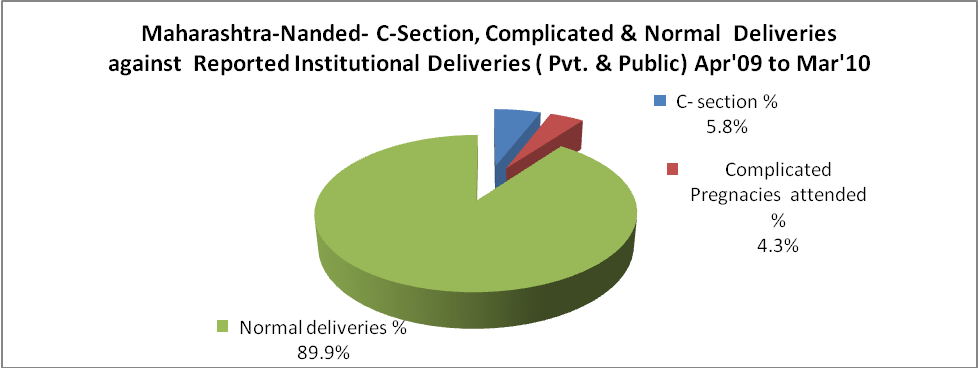 Maharashtra-Nanded- C-Section, Complicated & Normal Deliveries
against Reported Institutional Deliveries ( Pvt. & Public) Apr'09 to Mar'10
C- section %
5.8%
Complicated
Pregnacies attended
%
4.3%
Normal deliveries %
89.9%